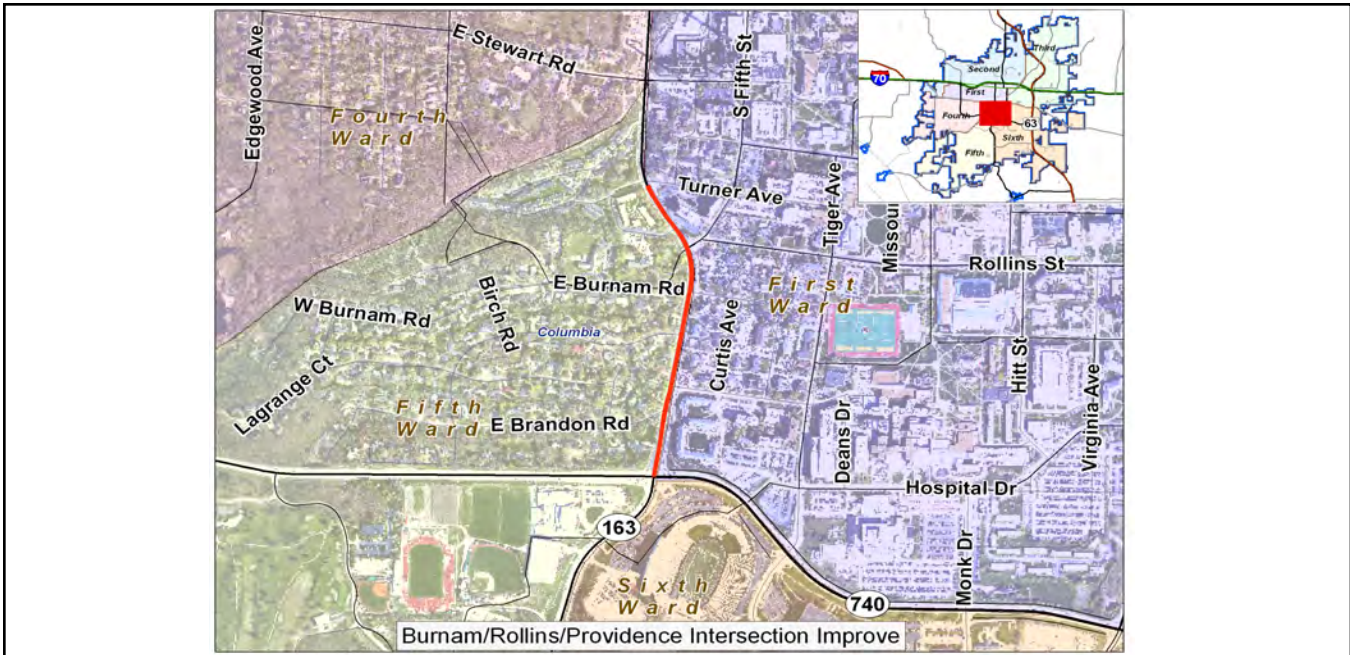 Edgewood Ave
E Stewart Rd
S Fifth St
Fourth
Ward
Turner Ave
Tiger Ave
Missour
Rollins St
E Burnam Rd
First
Ward
W Burnam Rd
Birch Rd
Columbia
Curtis Ave
Hitt St
Virginia Ave
Lagrange Ct
Fifth
Ward
E Brandon Rd
Deans Dr
Hospital Dr
163
Monk Dr
Sixth
Ward
740
Burnam/Rollins/Providence Intersection Improve
Third
Second
70
First
Fourth
63
Sixth
Fifth